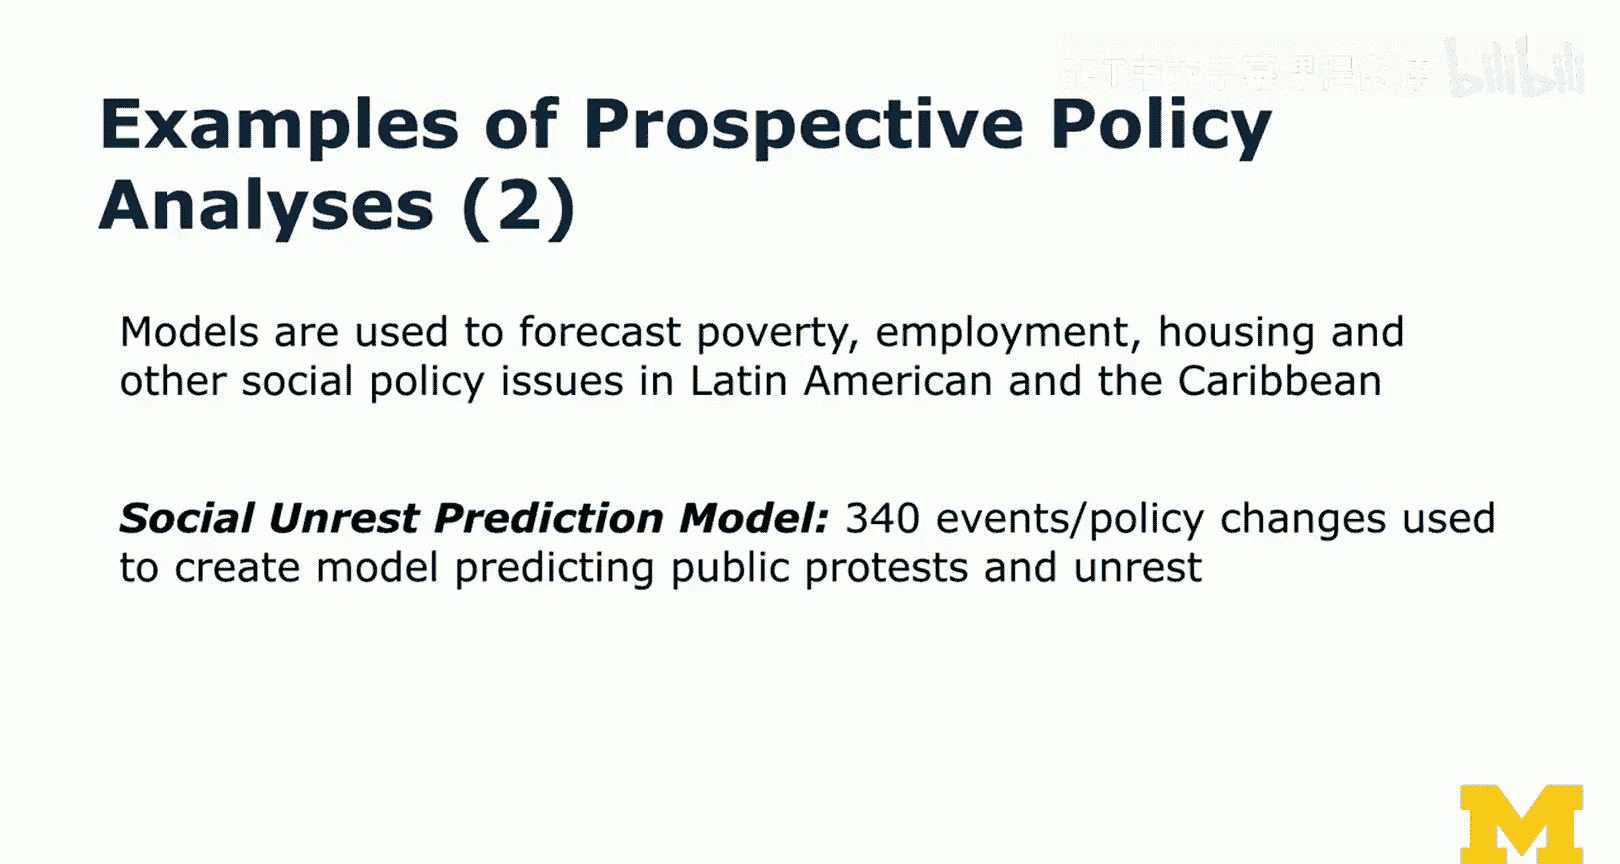 bilibili
Examples of Prospective Policy
Analyses (2)
Models are used to forecast poverty, employment, housing and
other social policy issues in Latin American and the Caribbean
Social Unrest Prediction Model: 340 events/policy changes used
to create model predicting public protests and unrest
M